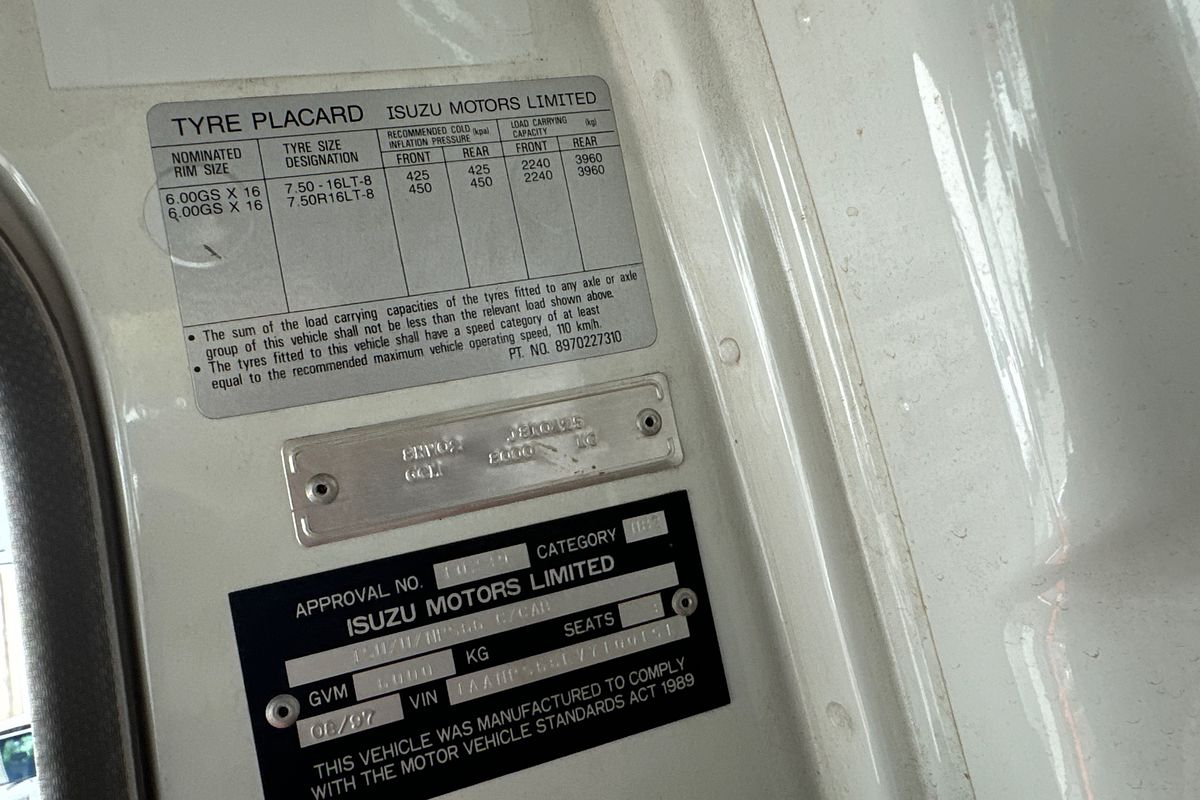 TYRE PLACARD ISUZU MOTORS LIMITED
NOMINATED RIM SIZE TYRE SIZE DESIGNATION RECOMMENDED COLD INFLATION PRESSURE (kpa) LOAD CARRYING CAPACITY (kg)
FRONT REAR FRONT REAR
6.00GS X 16 7.50 - 16LT-8 425 425 2240 3960
6.00GS X 16 7.50R16LT-8 450 450 2240 3960
• The sum of the load carrying capacities of the tyres fitted to any axle or axle
group of this vehicle shall not be less than the relevant load shown above.
• The tyres fitted to this vehicle shall have a speed category of at least
equal to the recommended maximum vehicle operating speed, 110 km/h.
PT. NO. 8970227310
GCM 8000
APPROVAL NO. CATEGORY
ISUZU MOTORS LIMITED
C/CAB
SEATS 3
GVM KG
06/97 VIN
THIS VEHICLE WAS MANUFACTURED TO COMPLY
WITH THE MOTOR VEHICLE STANDARDS ACT 1989